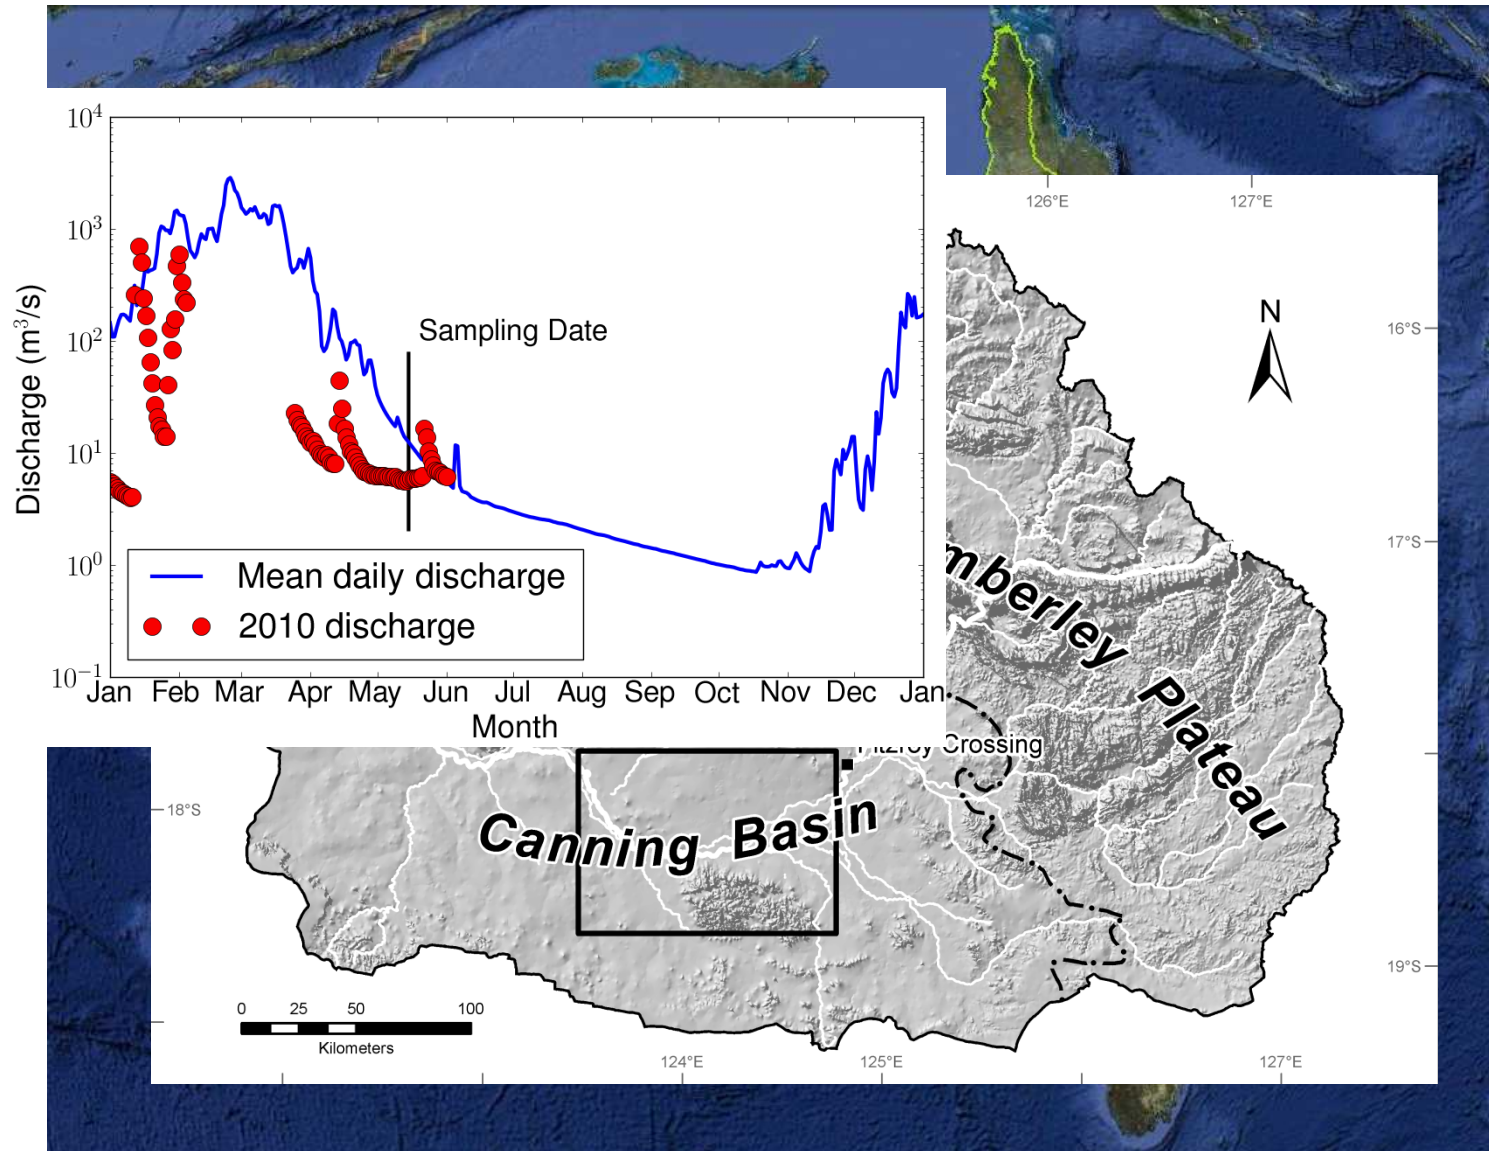 10^4
10^3
10^2
10^1
10^0
10^-1
Discharge (m^3/s)
Sampling Date
Mean daily discharge
2010 discharge
Jan Feb Mar Apr May Jun Jul Aug Sep Oct Nov Dec Jan
Month
126°E 127°E
N
16°S
17°S
mberley Plateau
Fitzroy Crossing
Canning Basin
18°S
19°S
0 25 50 100
Kilometers
124°E 125°E 127°E